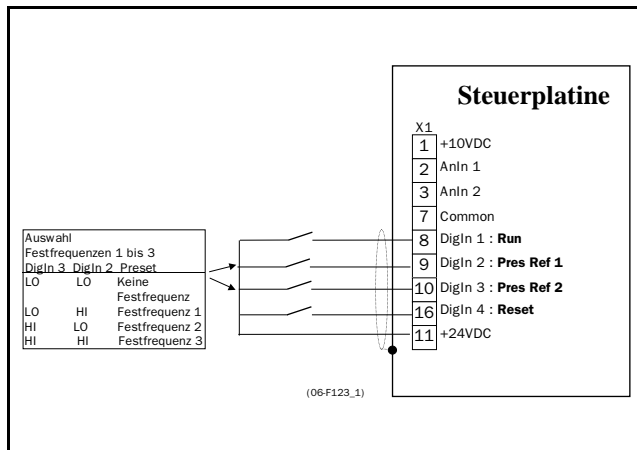 Steuerplatine
X1
1 +10VDC
2 AnIn 1
3 AnIn 2
7 Common
8 DigIn 1 : Run
9 DigIn 2 : Pres Ref 1
10 DigIn 3 : Pres Ref 2
16 DigIn 4 : Reset
11 +24VDC
Auswahl
Festfrequenzen 1 bis 3
DigIn 3 DigIn 2 Preset
LO LO Keine
Festfrequenz
LO HI Festfrequenz 1
HI LO Festfrequenz 2
HI HI Festfrequenz 3
(06-F123_1)